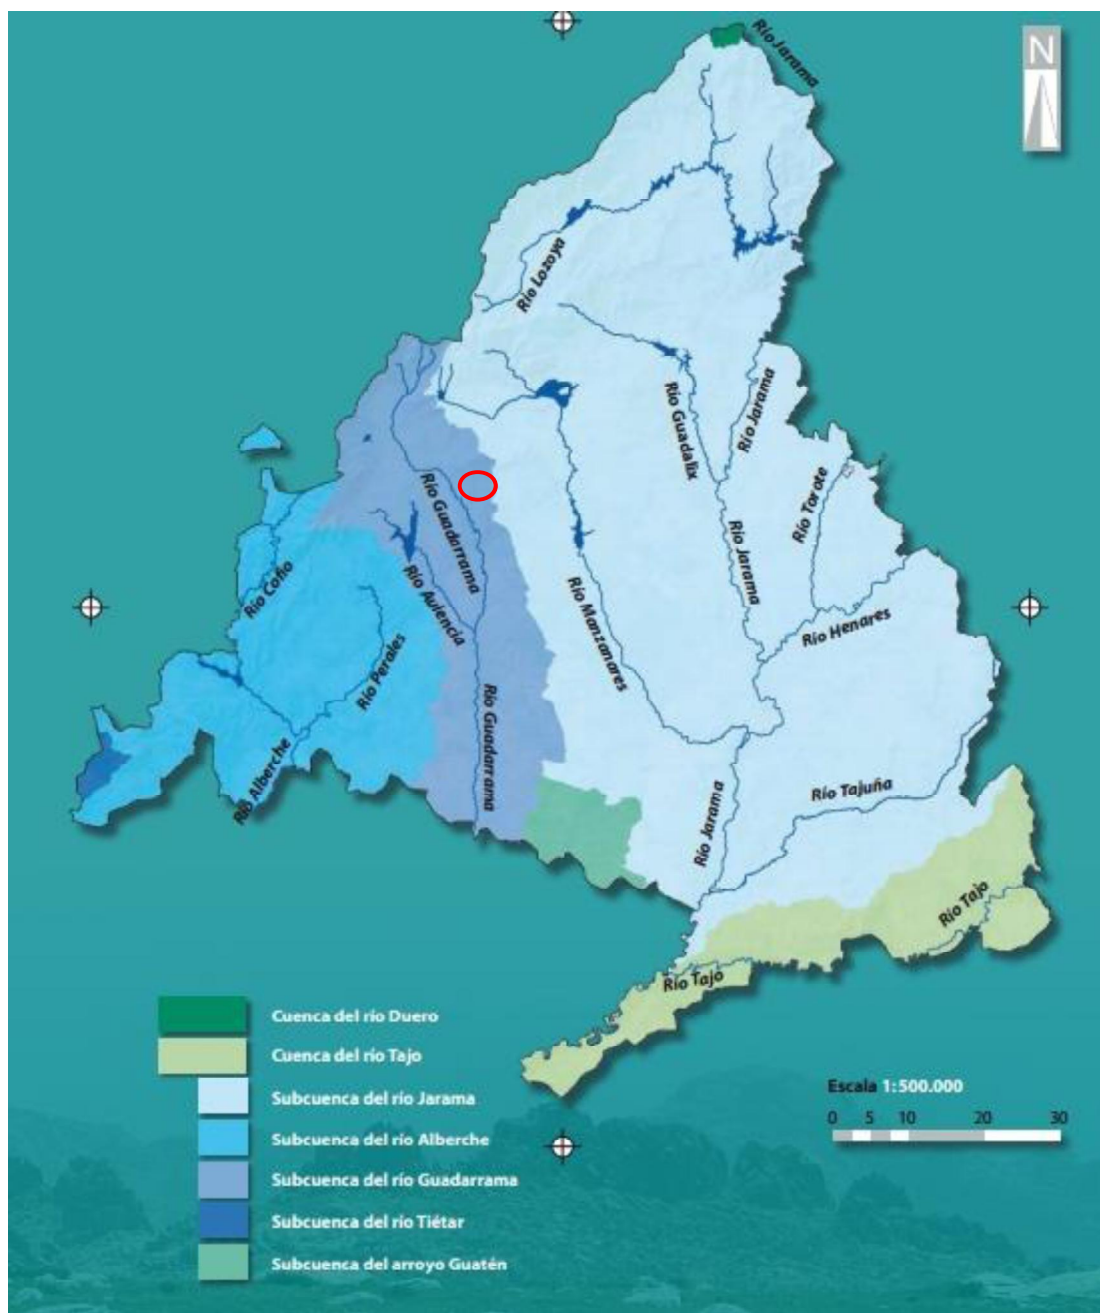 Río Jarama
N
Río Lozoya
Río Guadalix
Río Jarama
Río Torote
Río Guadarrama
Río Jarama
Río Cofio
Río Aulencia
Río Manzanares
Río Henares
Río Perales
Río Guadarrama
Río Alberche
Río Jarama
Río Tajuña
Río Tajo
Río Tajo
Cuenca del río Duero
Cuenca del río Tajo
Subcuenca del río Jarama
Subcuenca del río Alberche
Subcuenca del río Guadarrama
Subcuenca del río Tiétar
Subcuenca del arroyo Guatén
Escala 1:500.000
0 5 10 20 30